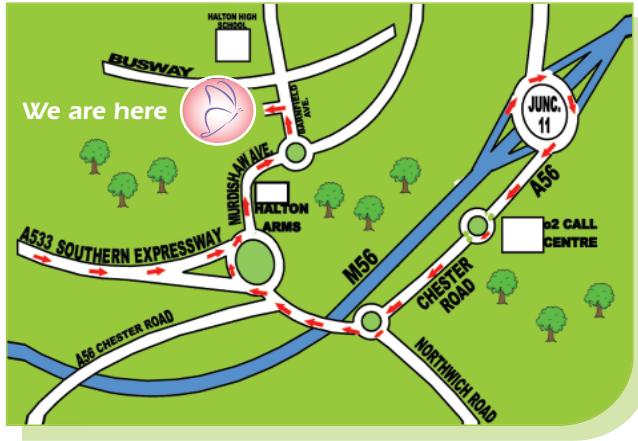 HALTON HIGH
SCHOOL
BUSWAY
We are here
BARNFIELD
AVE.
JUNC.
11
MURDISHAW AVE.
A56
HALTON
ARMS
o2 CALL
CENTRE
A533 SOUTHERN EXPRESSWAY
M56
CHESTER
ROAD
A56 CHESTER ROAD
NORTHWICH ROAD